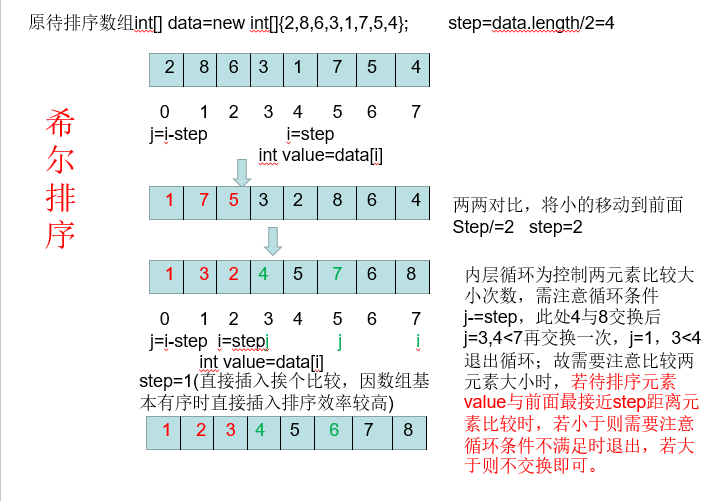 原待排序数组int[] data=new int[]{2,8,6,3,1,7,5,4}; step=data.length/2=4
2 8 6 3 1 7 5 4
0 1 2 3 4 5 6 7
j=i-step i=step
int value=data[i]
希尔排序
1 7 5 3 2 8 6 4
两两对比，将小的移动到前面
Step/=2 step=2
1 3 2 4 5 7 6 8
0 1 2 3 4 5 6 7
j=i-step i=stepj j i
int value=data[i]
内层循环为控制两元素比较大
小次数，需注意循环条件
j-=step，此处4与8交换后
j=3,4<7再交换一次，j=1，3<4
退出循环；故需要注意比较两
元素大小时，若待排序元素
value与前面最接近step距离元
素比较时，若小于则需要注意
循环条件不满足时退出，若大
于则不交换即可。
step=1(直接插入挨个比较，因数组基
本有序时直接插入排序效率较高)
1 2 3 4 5 6 7 8